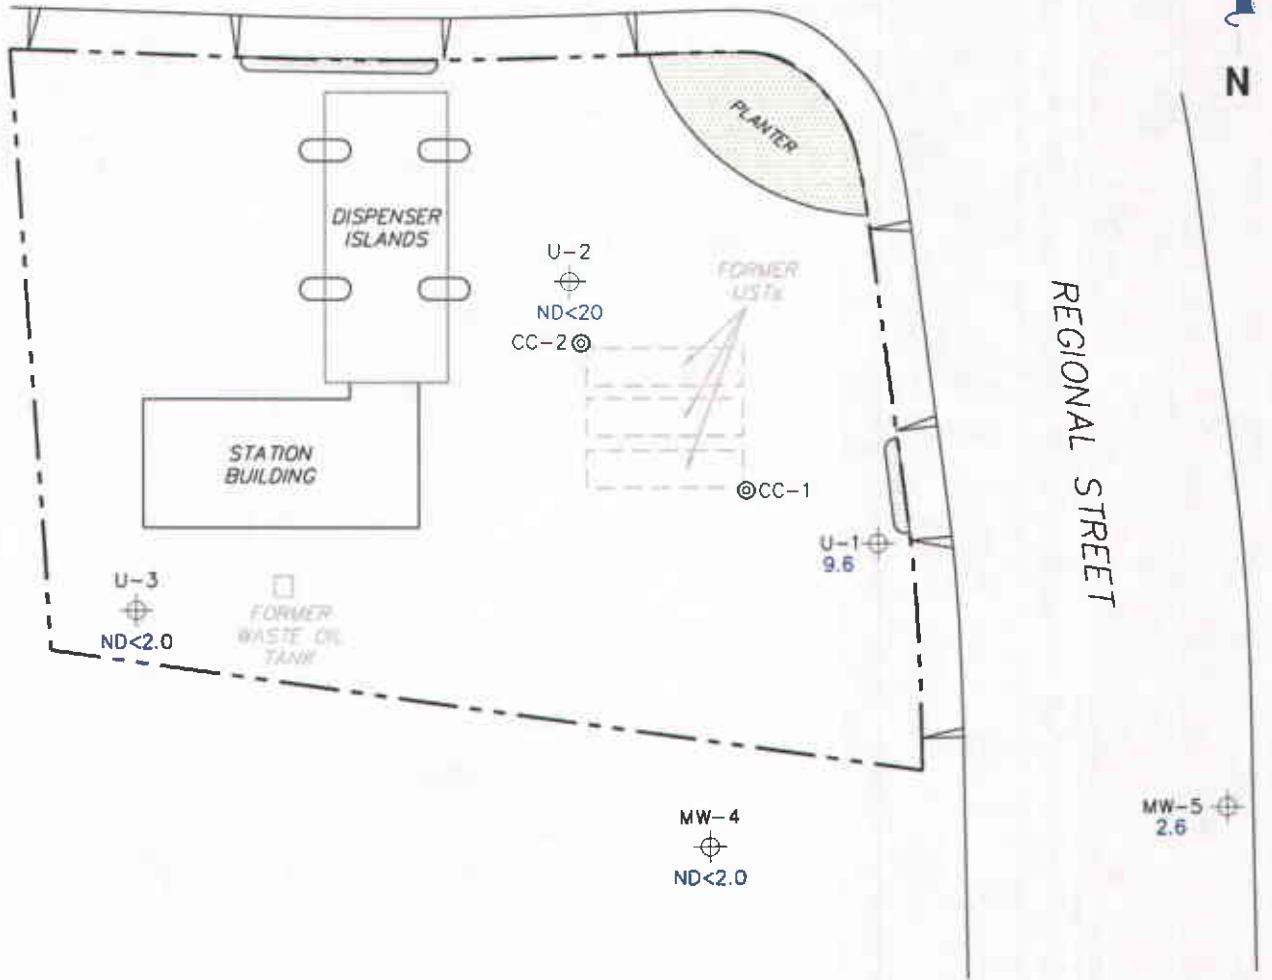 N
PLANTER
DISPENSER
ISLANDS
U-2
ND<20
CC-2
FORMER
USTs
REGIONAL STREET
STATION
BUILDING
CC-1
U-1
9.6
U-3
ND<2.0
FORMER
WASTE OIL
TANK
MW-4
ND<2.0
MW-5
2.6